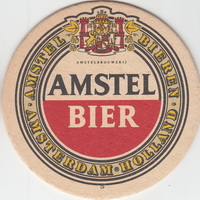 AMSTEL BIEREN
AMSTELBROUWERIJ
AMSTEL
BIER
AMSTERDAM · HOLLAND